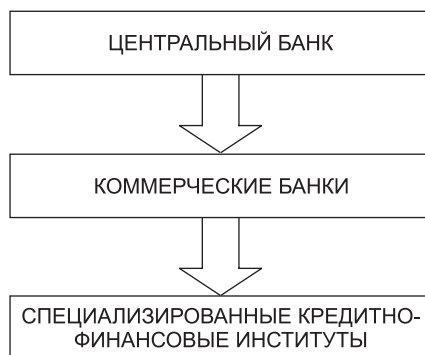 ЦЕНТРАЛЬНЫЙ БАНК
КОММЕРЧЕСКИЕ БАНКИ
СПЕЦИАЛИЗИРОВАННЫЕ КРЕДИТНО-
ФИНАНСОВЫЕ ИНСТИТУТЫ